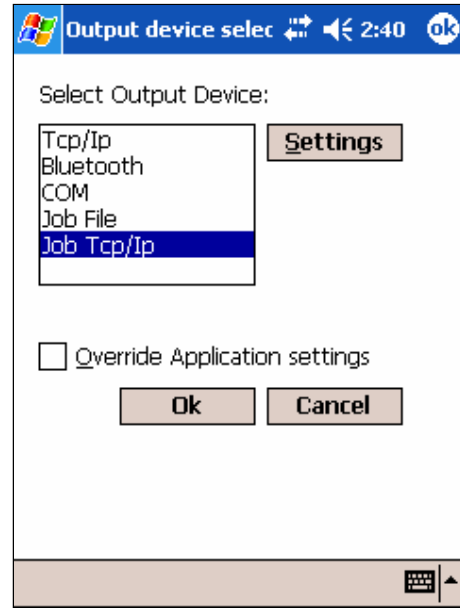 Output device selec 2:40 ok
Select Output Device:
Tcp/Ip
Settings
Bluetooth
COM
Job File
Job Tcp/Ip
Override Application settings
Ok
Cancel